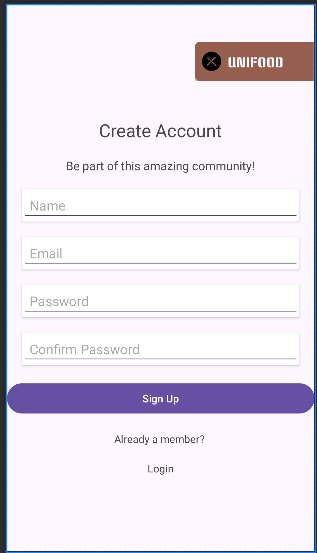 UNIFOOD
Create Account
Be part of this amazing community!
Name
Email
Password
Confirm Password
Sign Up
Already a member?
Login